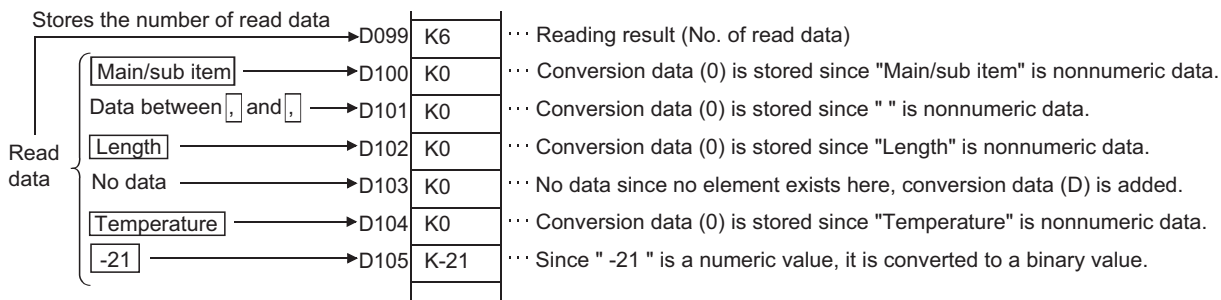 Stores the number of read data
D099 K6 ··· Reading result (No. of read data)
Main/sub item D100 K0 ··· Conversion data (0) is stored since "Main/sub item" is nonnumeric data.
Data between , and , D101 K0 ··· Conversion data (0) is stored since " " is nonnumeric data.
Read data
Length D102 K0 ··· Conversion data (0) is stored since "Length" is nonnumeric data.
No data D103 K0 ··· No data since no element exists here, conversion data (D) is added.
Temperature D104 K0 ··· Conversion data (0) is stored since "Temperature" is nonnumeric data.
-21 D105 K-21 ··· Since " -21 " is a numeric value, it is converted to a binary value.